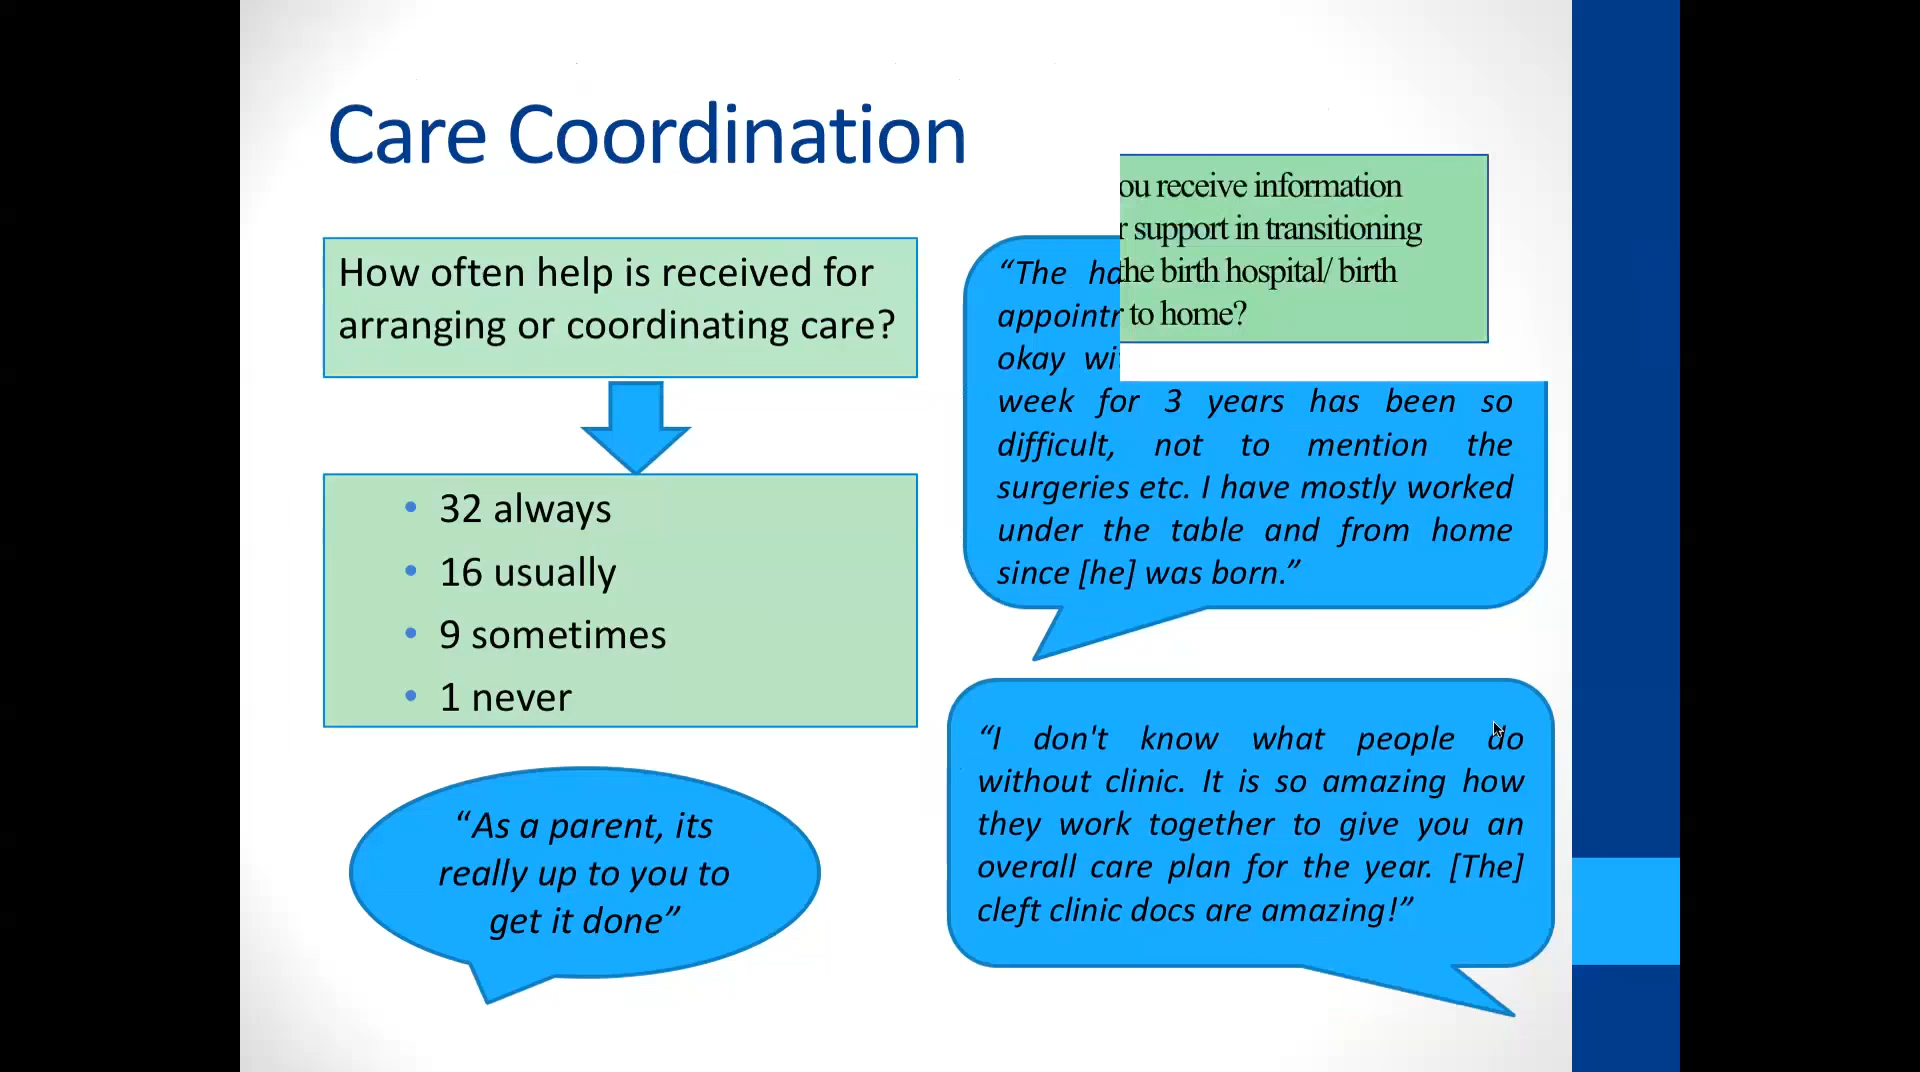 Care Coordination
How often help is received for
arranging or coordinating care?
• 32 always
• 16 usually
• 9 sometimes
• 1 never
“As a parent, its
really up to you to
get it done”
ou receive information
support in transitioning
the birth hospital/ birth
to home?
“The
okay
week for 3 years has been so
difficult, not to mention the
surgeries etc. I have mostly worked
under the table and from home
since [he] was born.”
“I don't know what people do
without clinic. It is so amazing how
they work together to give you an
overall care plan for the year. [The]
cleft clinic docs are amazing!”